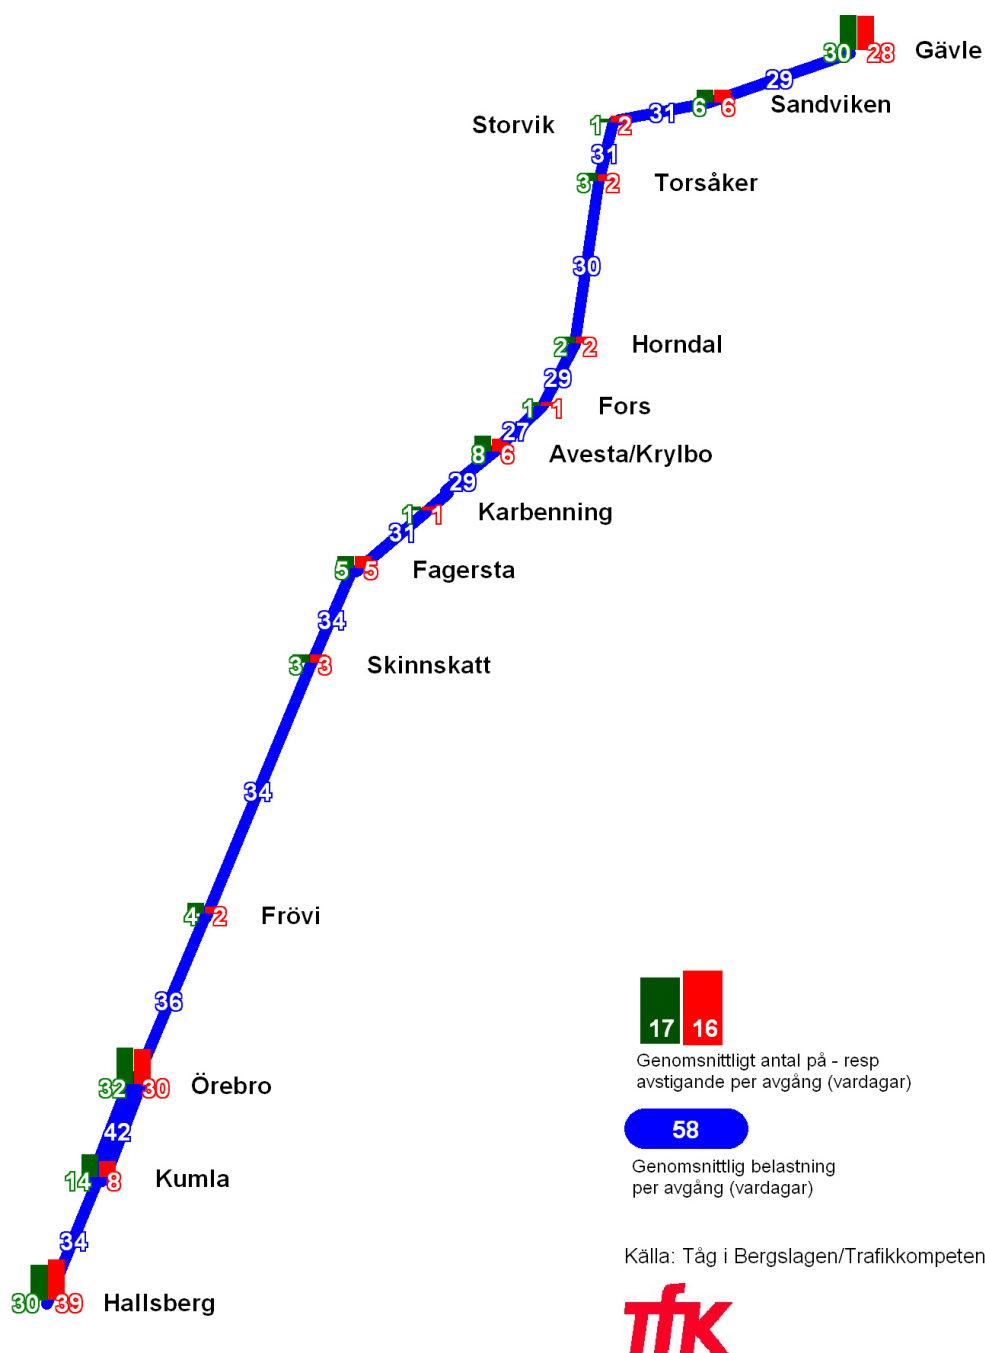 30 28 Gävle
29
6 6 Sandviken
31
Storvik 1 2
31
3 2 Torsåker
30
2 2 Horndal
29
1 1 Fors
27
8 6 Avesta/Krylbo
29
1 1 Karbenning
31
5 5 Fagersta
34
3 3 Skinnskatt
34
4 2 Frövi
36
32 30 Örebro
42
14 8 Kumla
34
30 39 Hallsberg
17 16
Genomsnittligt antal på - resp
avstigande per avgång (vardagar)
58
Genomsnittlig belastning
per avgång (vardagar)
Källa: Tåg i Bergslagen/Trafikkompeten
TfK